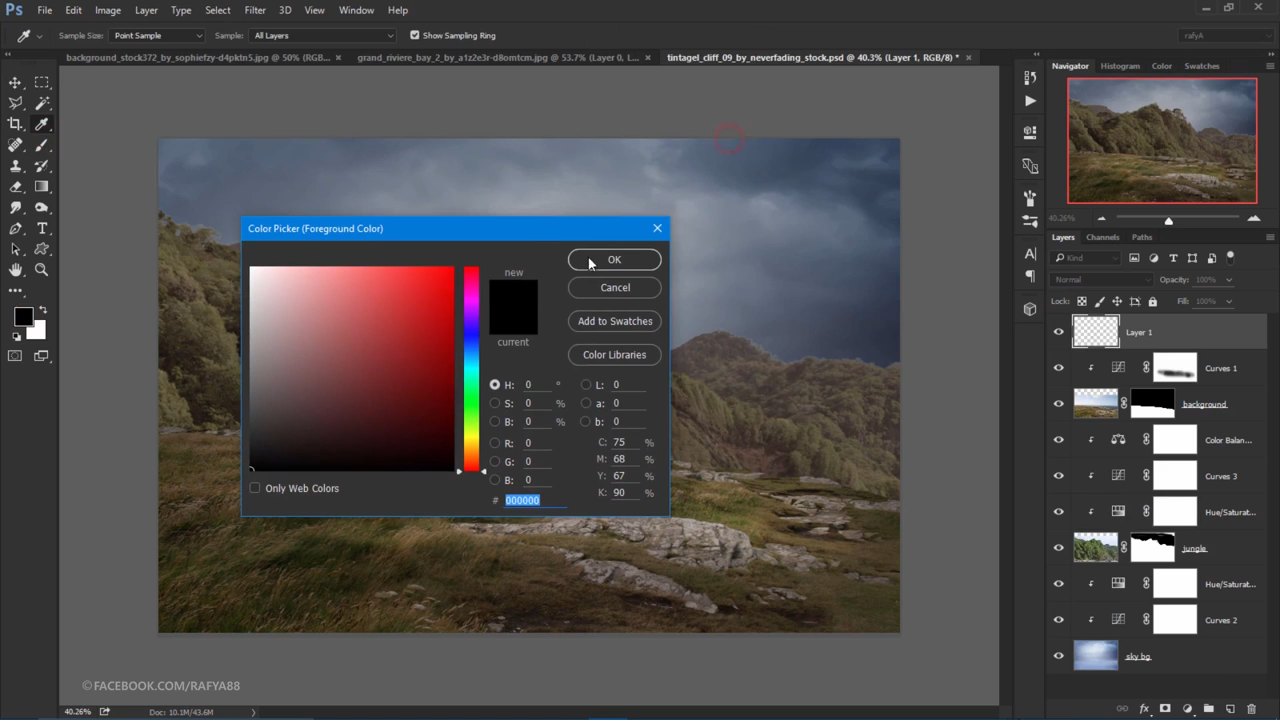 Ps File Edit Image Layer Type Select Filter 3D View Window Help
Sample Size: Point Sample Sample: All Layers Show Sampling Ring rafyA
background_stock372_by_sophiefzy-d4pktn5.jpg @ 50% (RGB... × grand_riviere_bay_2_by_a1z2e3r-d8omtcm.jpg @ 53.7% (Layer 0, L... × tintagel_cliff_09_by_neverfading_stock.psd @ 40.3% (Layer 1, RGB/8) * ×
Navigator Histogram Color Swatches
40.26%
Layers Channels Paths
Kind
Normal Opacity: 100%
Lock: Fill: 100%
Layer 1
Curves 1
background
Color Balan...
Curves 3
Hue/Saturat...
jungle
Hue/Saturat...
Curves 2
sky bg
Color Picker (Foreground Color)
new
current
OK
Cancel
Add to Swatches
Color Libraries
H: 0 ° L: 0
S: 0 % a: 0
B: 0 % b: 0
R: 0 C: 75 %
G: 0 M: 68 %
B: 0 Y: 67 %
K: 90 %
# 000000
Only Web Colors
T
A
¶
©FACEBOOK.COM/RAFYA88
40.26% Doc: 10.1M/43.6M
fx